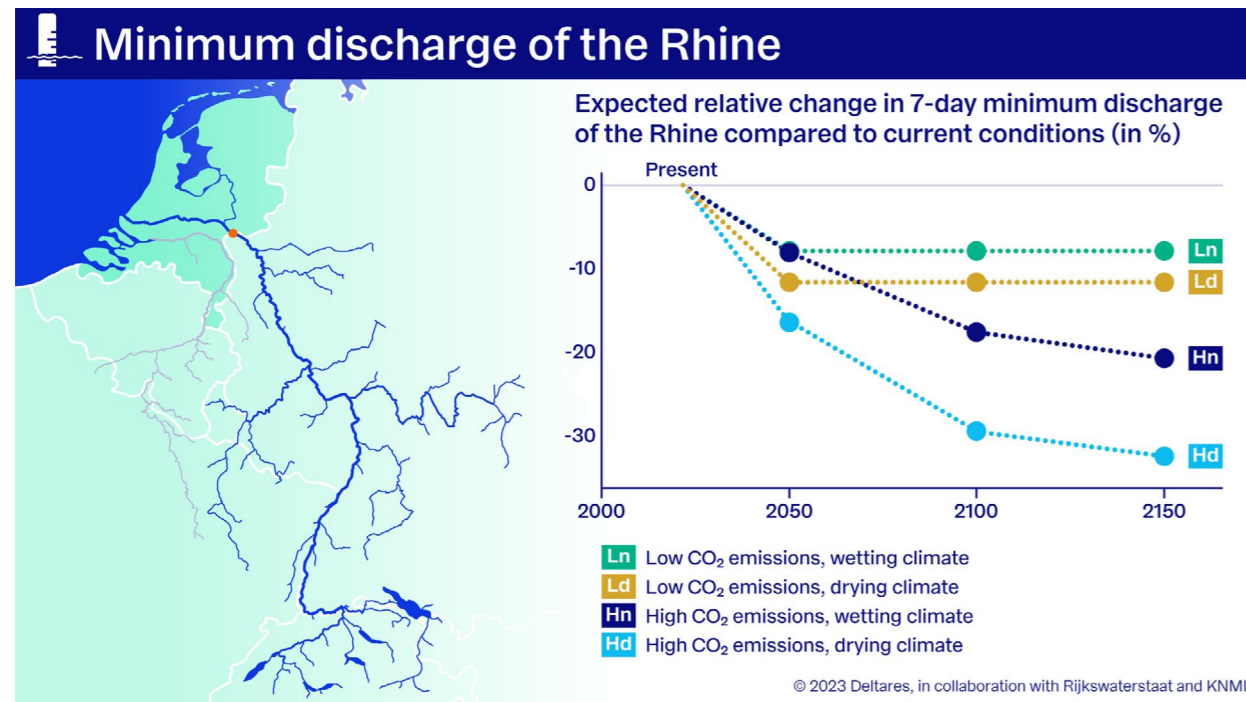 Minimum discharge of the Rhine
Expected relative change in 7-day minimum discharge
of the Rhine compared to current conditions (in %)
Present
0
-10
-20
-30
Ln
Ld
Hn
Hd
2000 2050 2100 2150
Ln Low CO₂ emissions, wetting climate
Ld Low CO₂ emissions, drying climate
Hn High CO₂ emissions, wetting climate
Hd High CO₂ emissions, drying climate
© 2023 Deltares, in collaboration with Rijkswaterstaat and KNMI